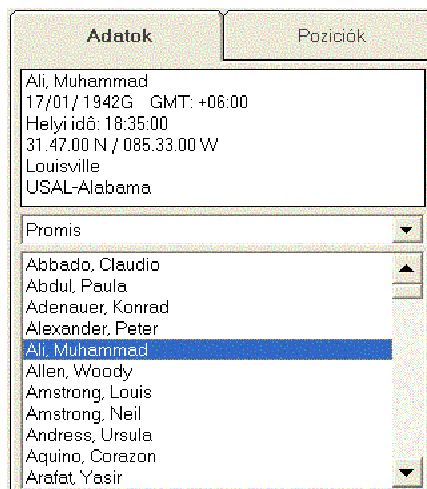 Adatok
Poziciók
Ali, Muhammad
17/01/ 1942G GMT: +06:00
Helyi idô: 18:35:00
31.47.00 N / 085.33.00 W
Louisville
USAL-Alabama
Promis
Abbado, Claudio
Abdul, Paula
Adenauer, Konrad
Alexander, Peter
Ali, Muhammad
Allen, Woody
Amstrong, Louis
Amstrong, Neil
Andress, Ursula
Aquino, Corazon
Arafat, Yasir